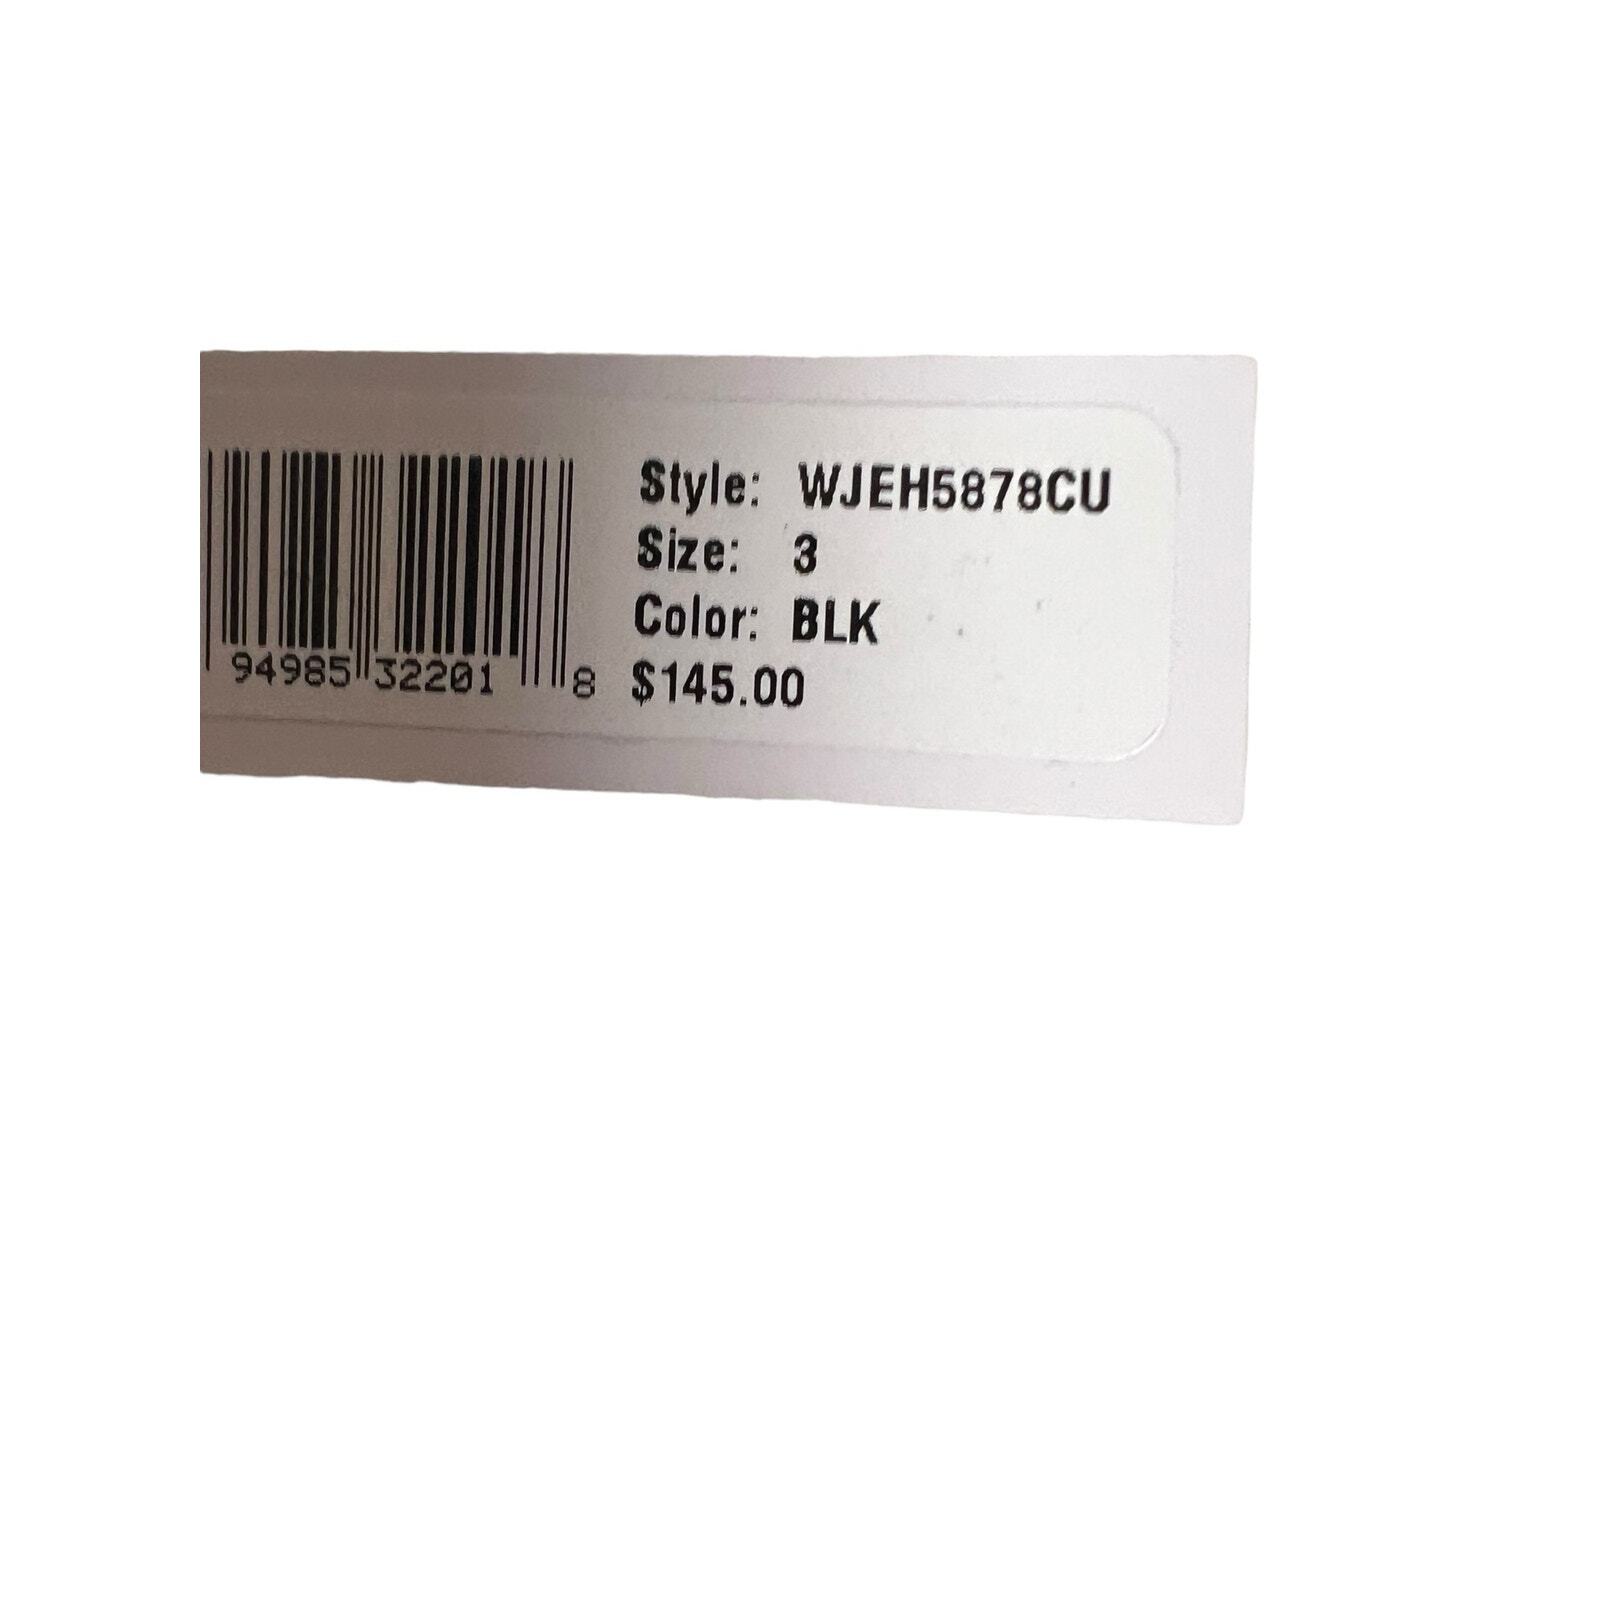 Style: WJEH5878CU
Size: 3
Color: BLK
94985 32201 8 $145.00